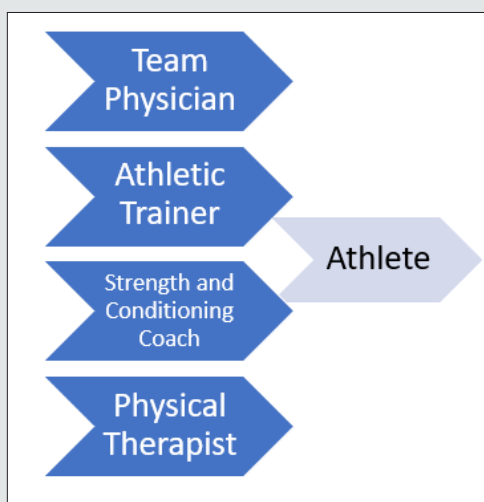 Team
Physician
Athletic
Trainer
Athlete
Strength and
Conditioning
Coach
Physical
Therapist